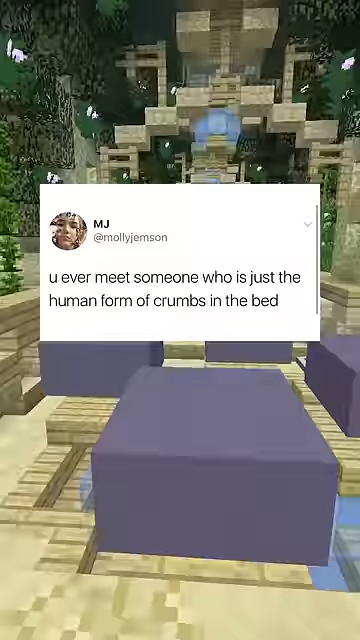 MJ
@mollyjemson
u ever meet someone who is just the
human form of crumbs in the bed